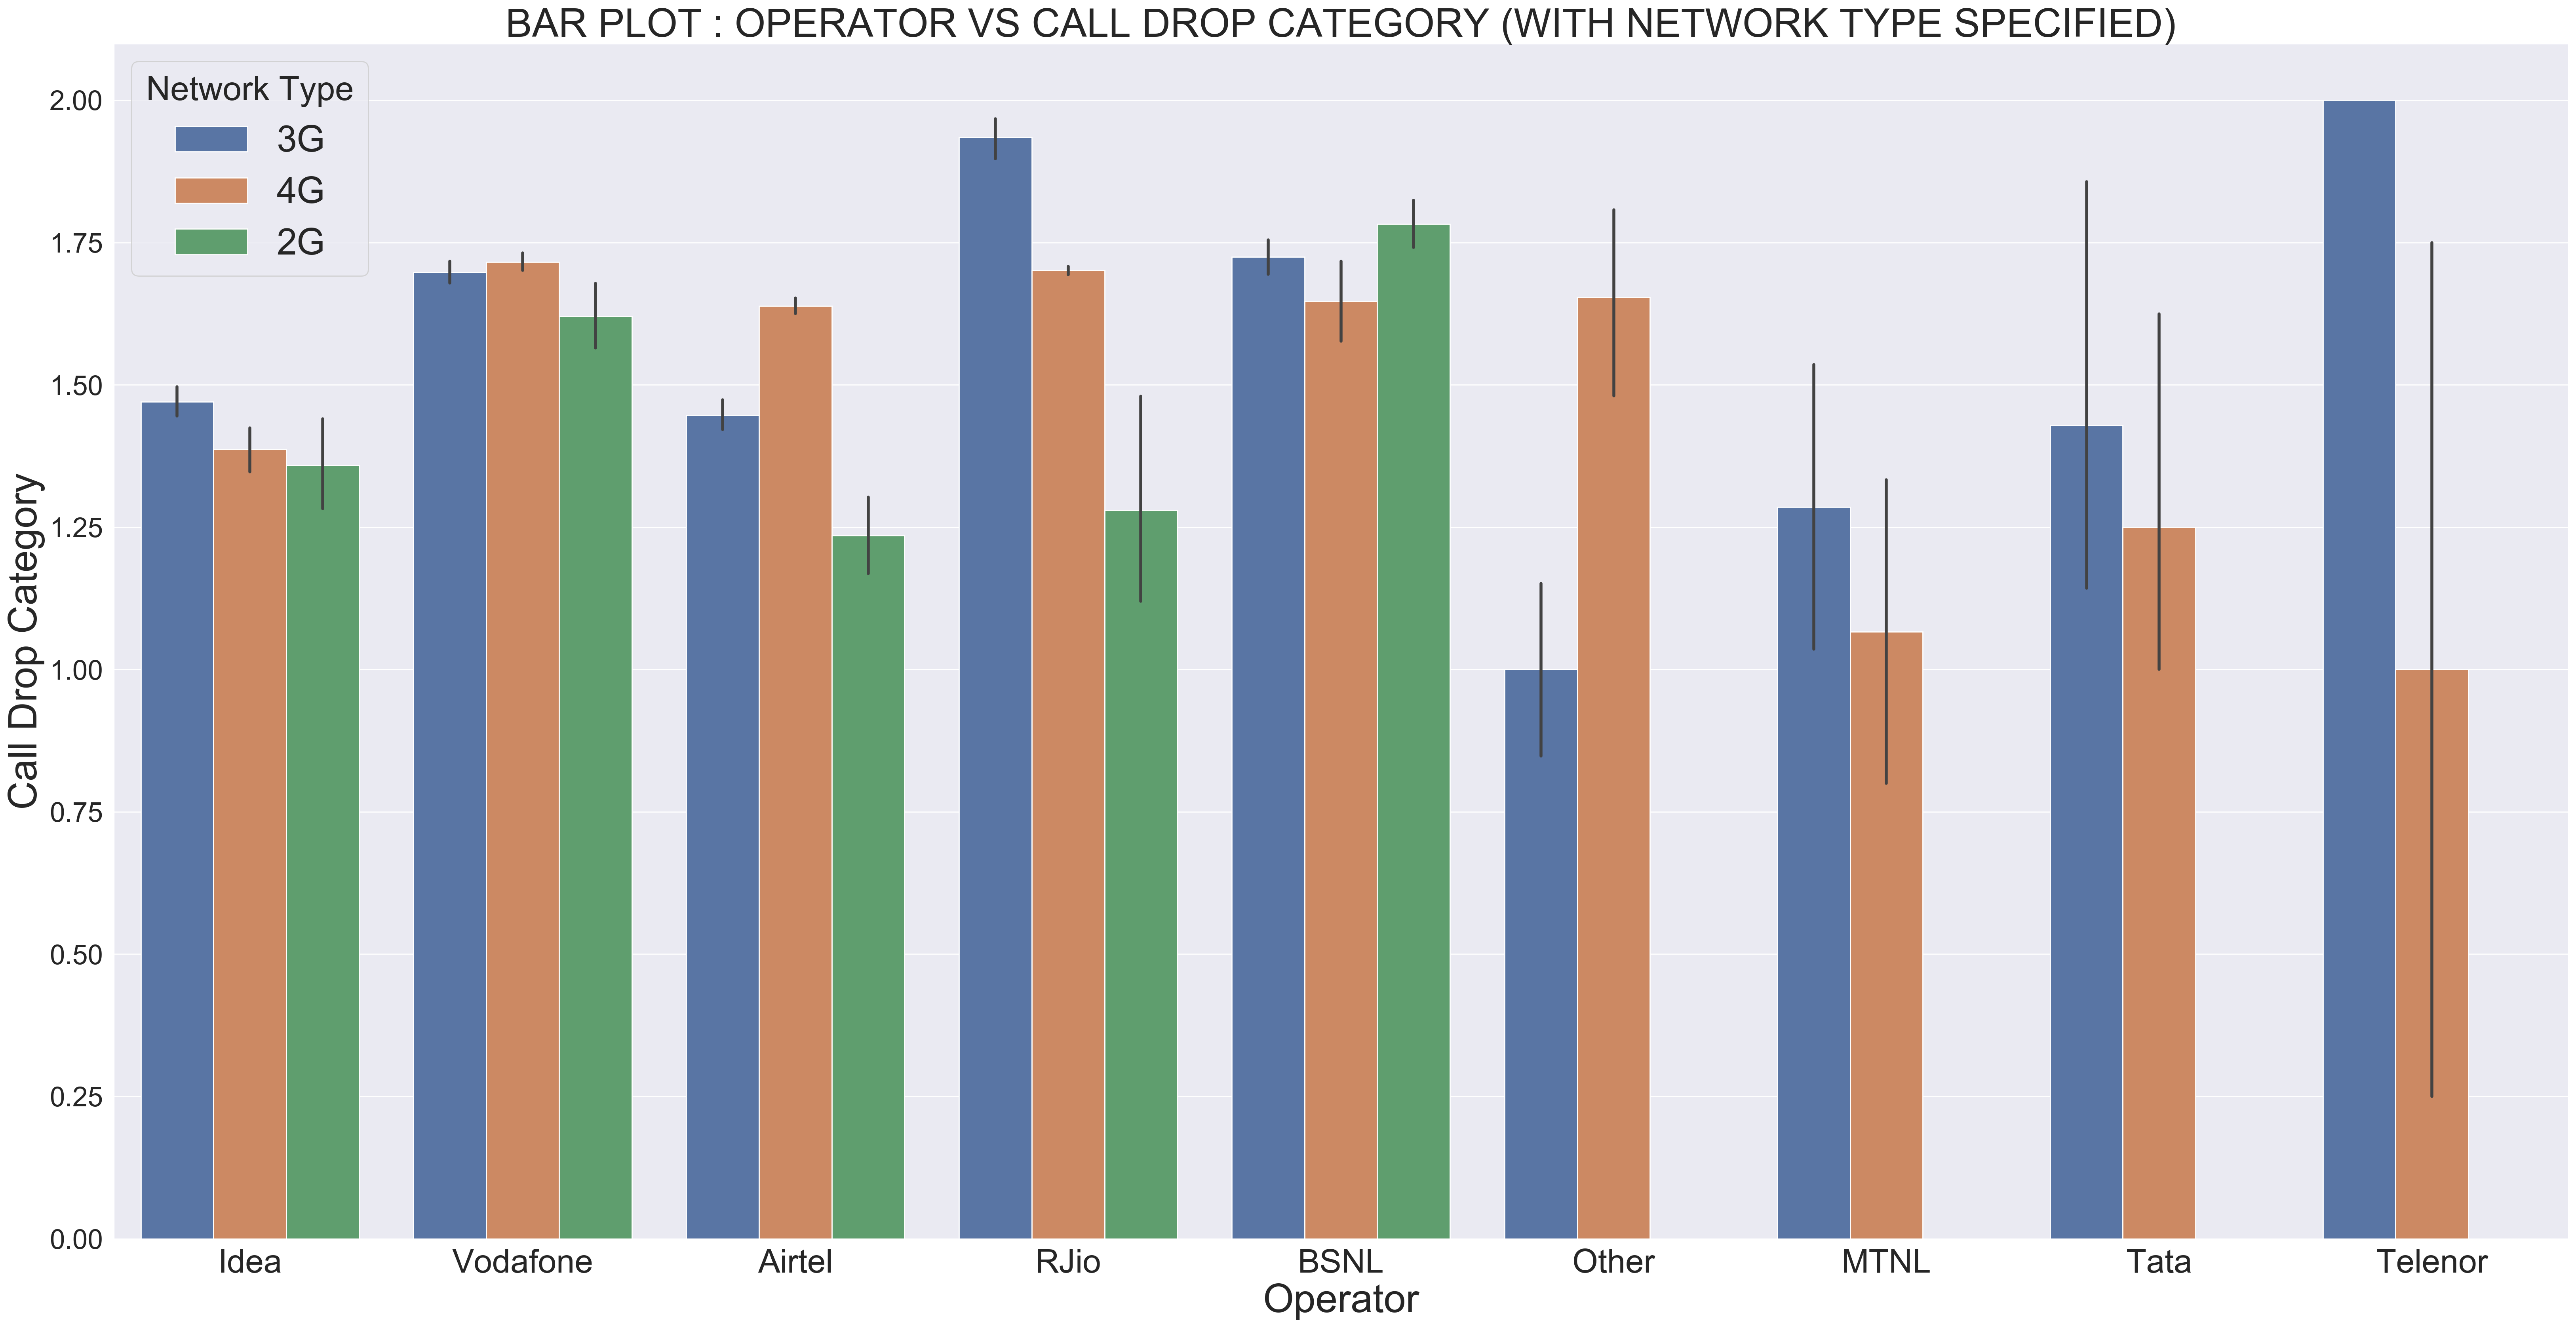 BAR PLOT : OPERATOR VS CALL DROP CATEGORY (WITH NETWORK TYPE SPECIFIED)
Network Type
3G
4G
2G
Call Drop Category
2.00
1.75
1.50
1.25
1.00
0.75
0.50
0.25
0.00
Idea Vodafone Airtel RJio BSNL Other MTNL Tata Telenor
Operator